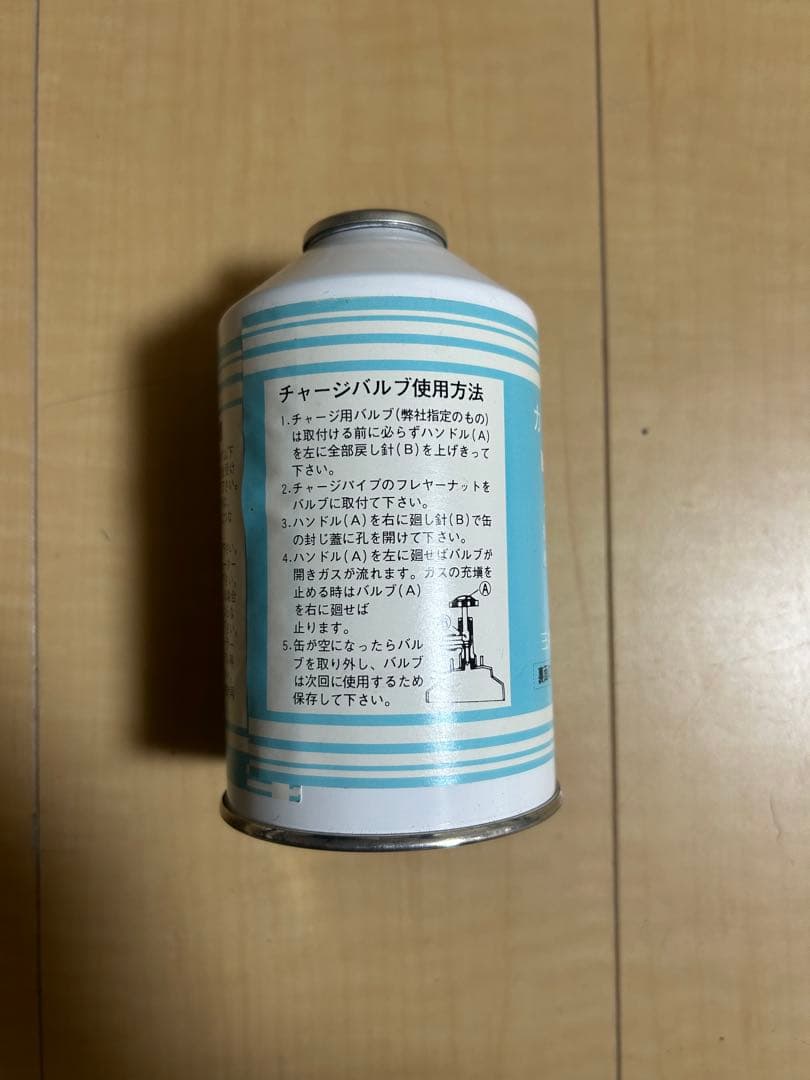 チャージバルブ使用方法
1.チャージ用バルブ(弊社指定のもの)
は取付ける前に必らずハンドル(A)
を左に全部戻し針(B)を上げきって
下さい。
2.チャージパイプのフレヤーナットを
バルブに取付て下さい。
3.ハンドル(A)を右に廻し針(B)で缶
の封じ蓋に孔を開けて下さい。
4.ハンドル(A)を左に廻せばバルブが
開きガスが流れます。ガスの充塡を
止める時はバルブ(A)
を右に廻せば
止ります。
5.缶が空になったらバル
ブを取り外し、バルブ
は次回に使用するため
保存して下さい。
A